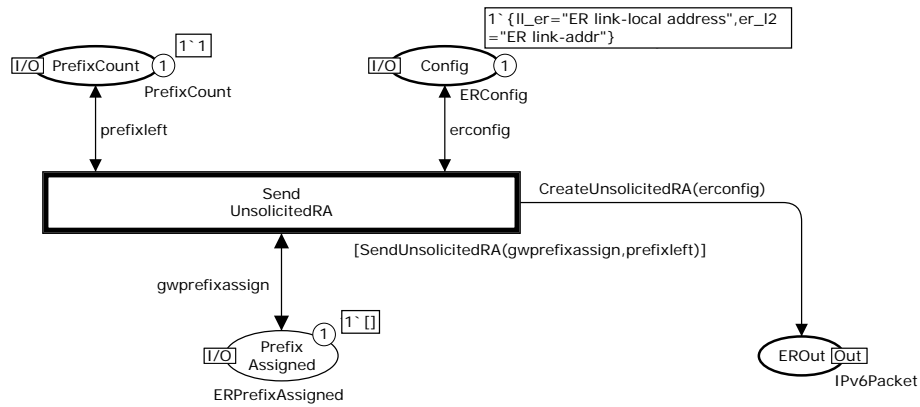 1`{ll_er="ER link-local address",er_l2
="ER link-addr"}
1`1
I/O PrefixCount 1
PrefixCount
I/O Config 1
ERConfig
prefixleft
erconfig
Send
UnsolicitedRA
CreateUnsolicitedRA(erconfig)
[SendUnsolicitedRA(gwprefixassign,prefixleft)]
gwprefixassign
1`[]
1
I/O
Prefix
Assigned
ERPrefixAssigned
EROut Out
IPv6Packet